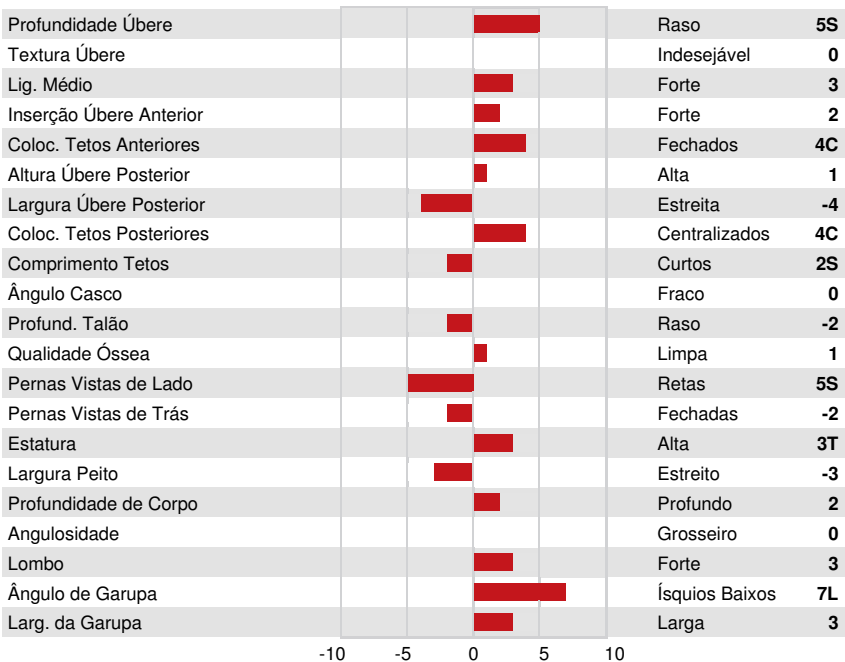 Profundidade Úbere Raso 5S
Textura Úbere Indesejável 0
Lig. Médio Forte 3
Inserção Úbere Anterior Forte 2
Coloc. Tetos Anteriores Fechados 4C
Altura Úbere Posterior Alta 1
Largura Úbere Posterior Estreita -4
Coloc. Tetos Posteriores Centralizados 4C
Comprimento Tetos Curtos 2S
Ângulo Casco Fraco 0
Profund. Talão Raso -2
Qualidade Óssea Limpa 1
Pernas Vistas de Lado Retas 5S
Pernas Vistas de Trás Fechadas -2
Estatura Alta 3T
Largura Peito Estreito -3
Profundidade de Corpo Profundo 2
Angulosidade Grosseiro 0
Lombo Forte 3
Ângulo de Garupa Ísquios Baixos 7L
Larg. da Garupa Larga 3
-10 -5 0 5 10